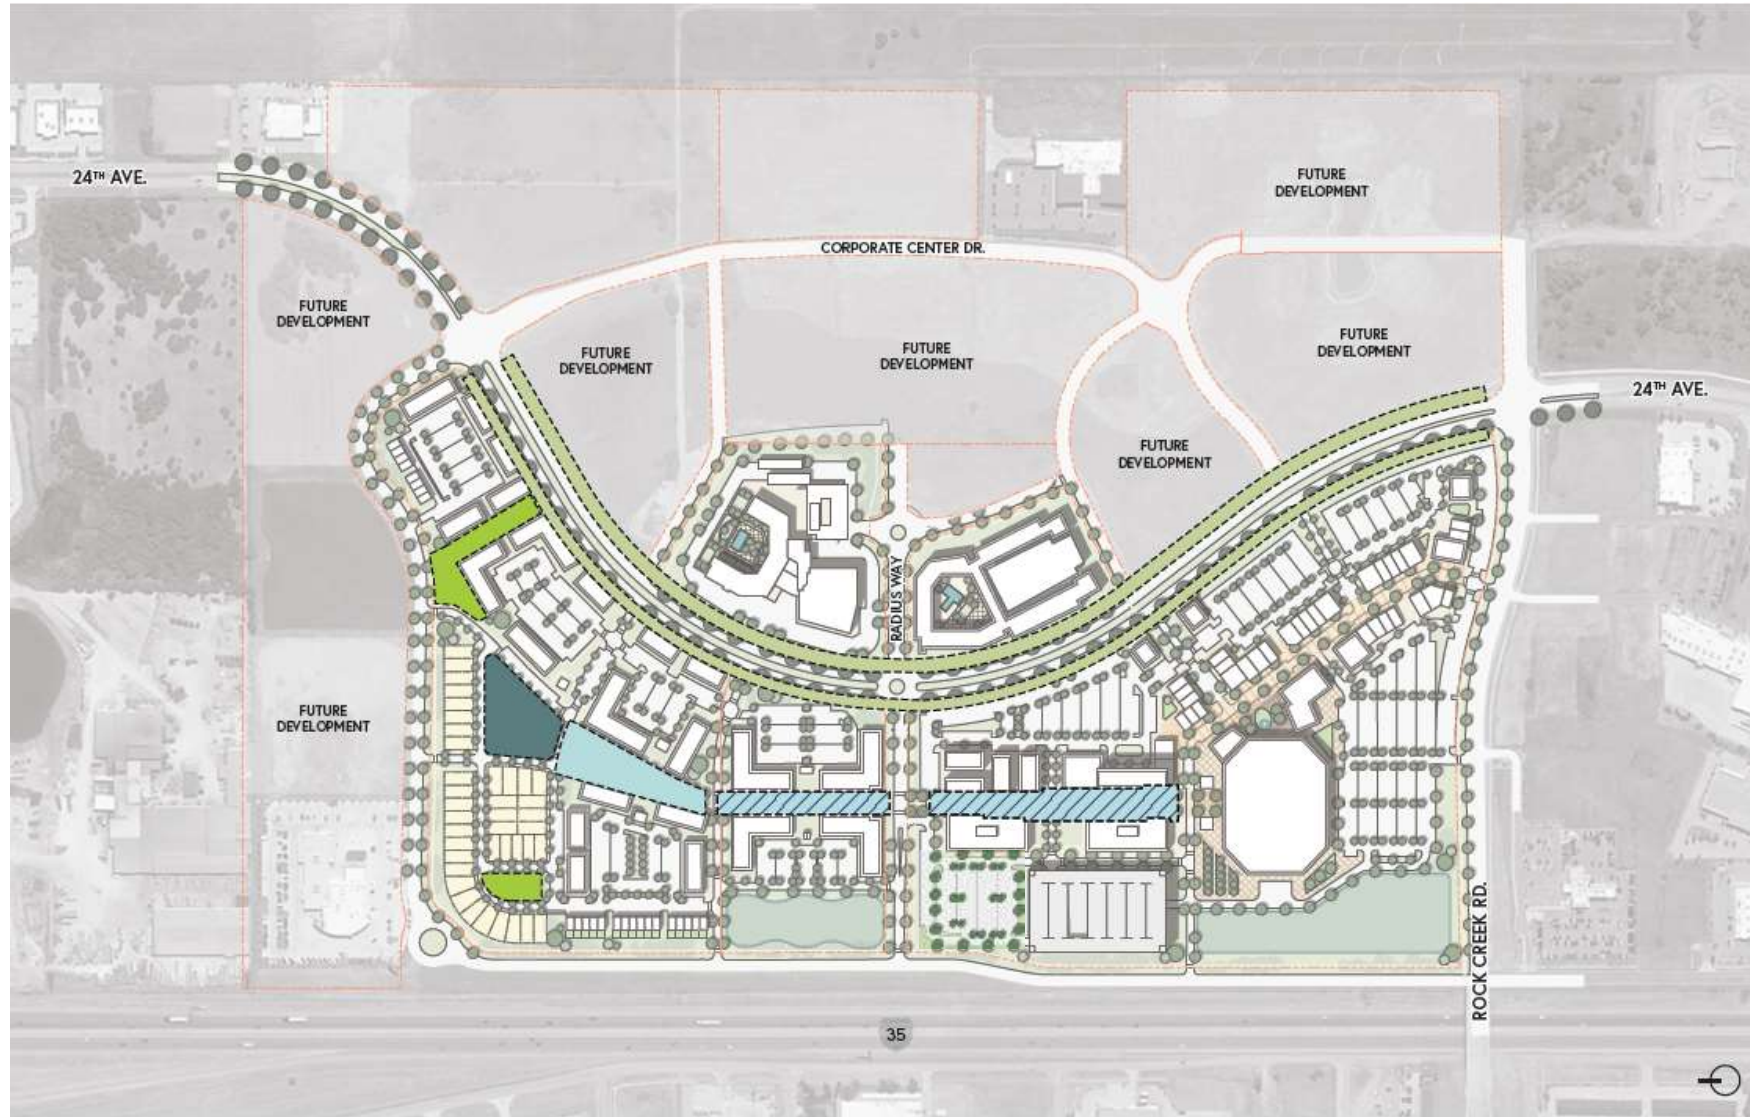 24TH AVE.
FUTURE
DEVELOPMENT
CORPORATE CENTER DR.
FUTURE
DEVELOPMENT
FUTURE
DEVELOPMENT
FUTURE
DEVELOPMENT
FUTURE
DEVELOPMENT
24TH AVE.
FUTURE
DEVELOPMENT
RADIUS WAY
FUTURE
DEVELOPMENT
ROCK CREEK RD.
35